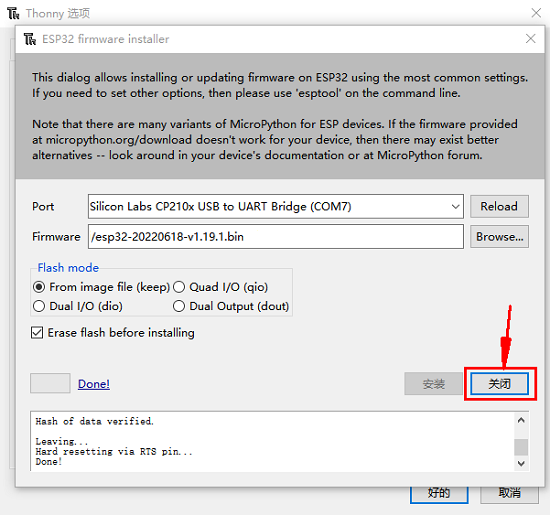 Thonny 选项
ESP32 firmware installer
This dialog allows installing or updating firmware on ESP32 using the most common settings.
If you need to set other options, then please use 'esptool' on the command line.
Note that there are many variants of MicroPython for ESP devices. If the firmware provided
at micropython.org/download doesn't work for your device, then there may exist better
alternatives -- look around in your device's documentation or at MicroPython forum.
Port Silicon Labs CP210x USB to UART Bridge (COM7) Reload
Firmware /esp32-20220618-v1.19.1.bin Browse...
Flash mode
From image file (keep) Quad I/O (qio)
Dual I/O (dio) Dual Output (dout)
Erase flash before installing
Done! 安装 关闭
Hash of data verified.
Leaving...
Hard resetting via RTS pin...
Done!
好的 取消